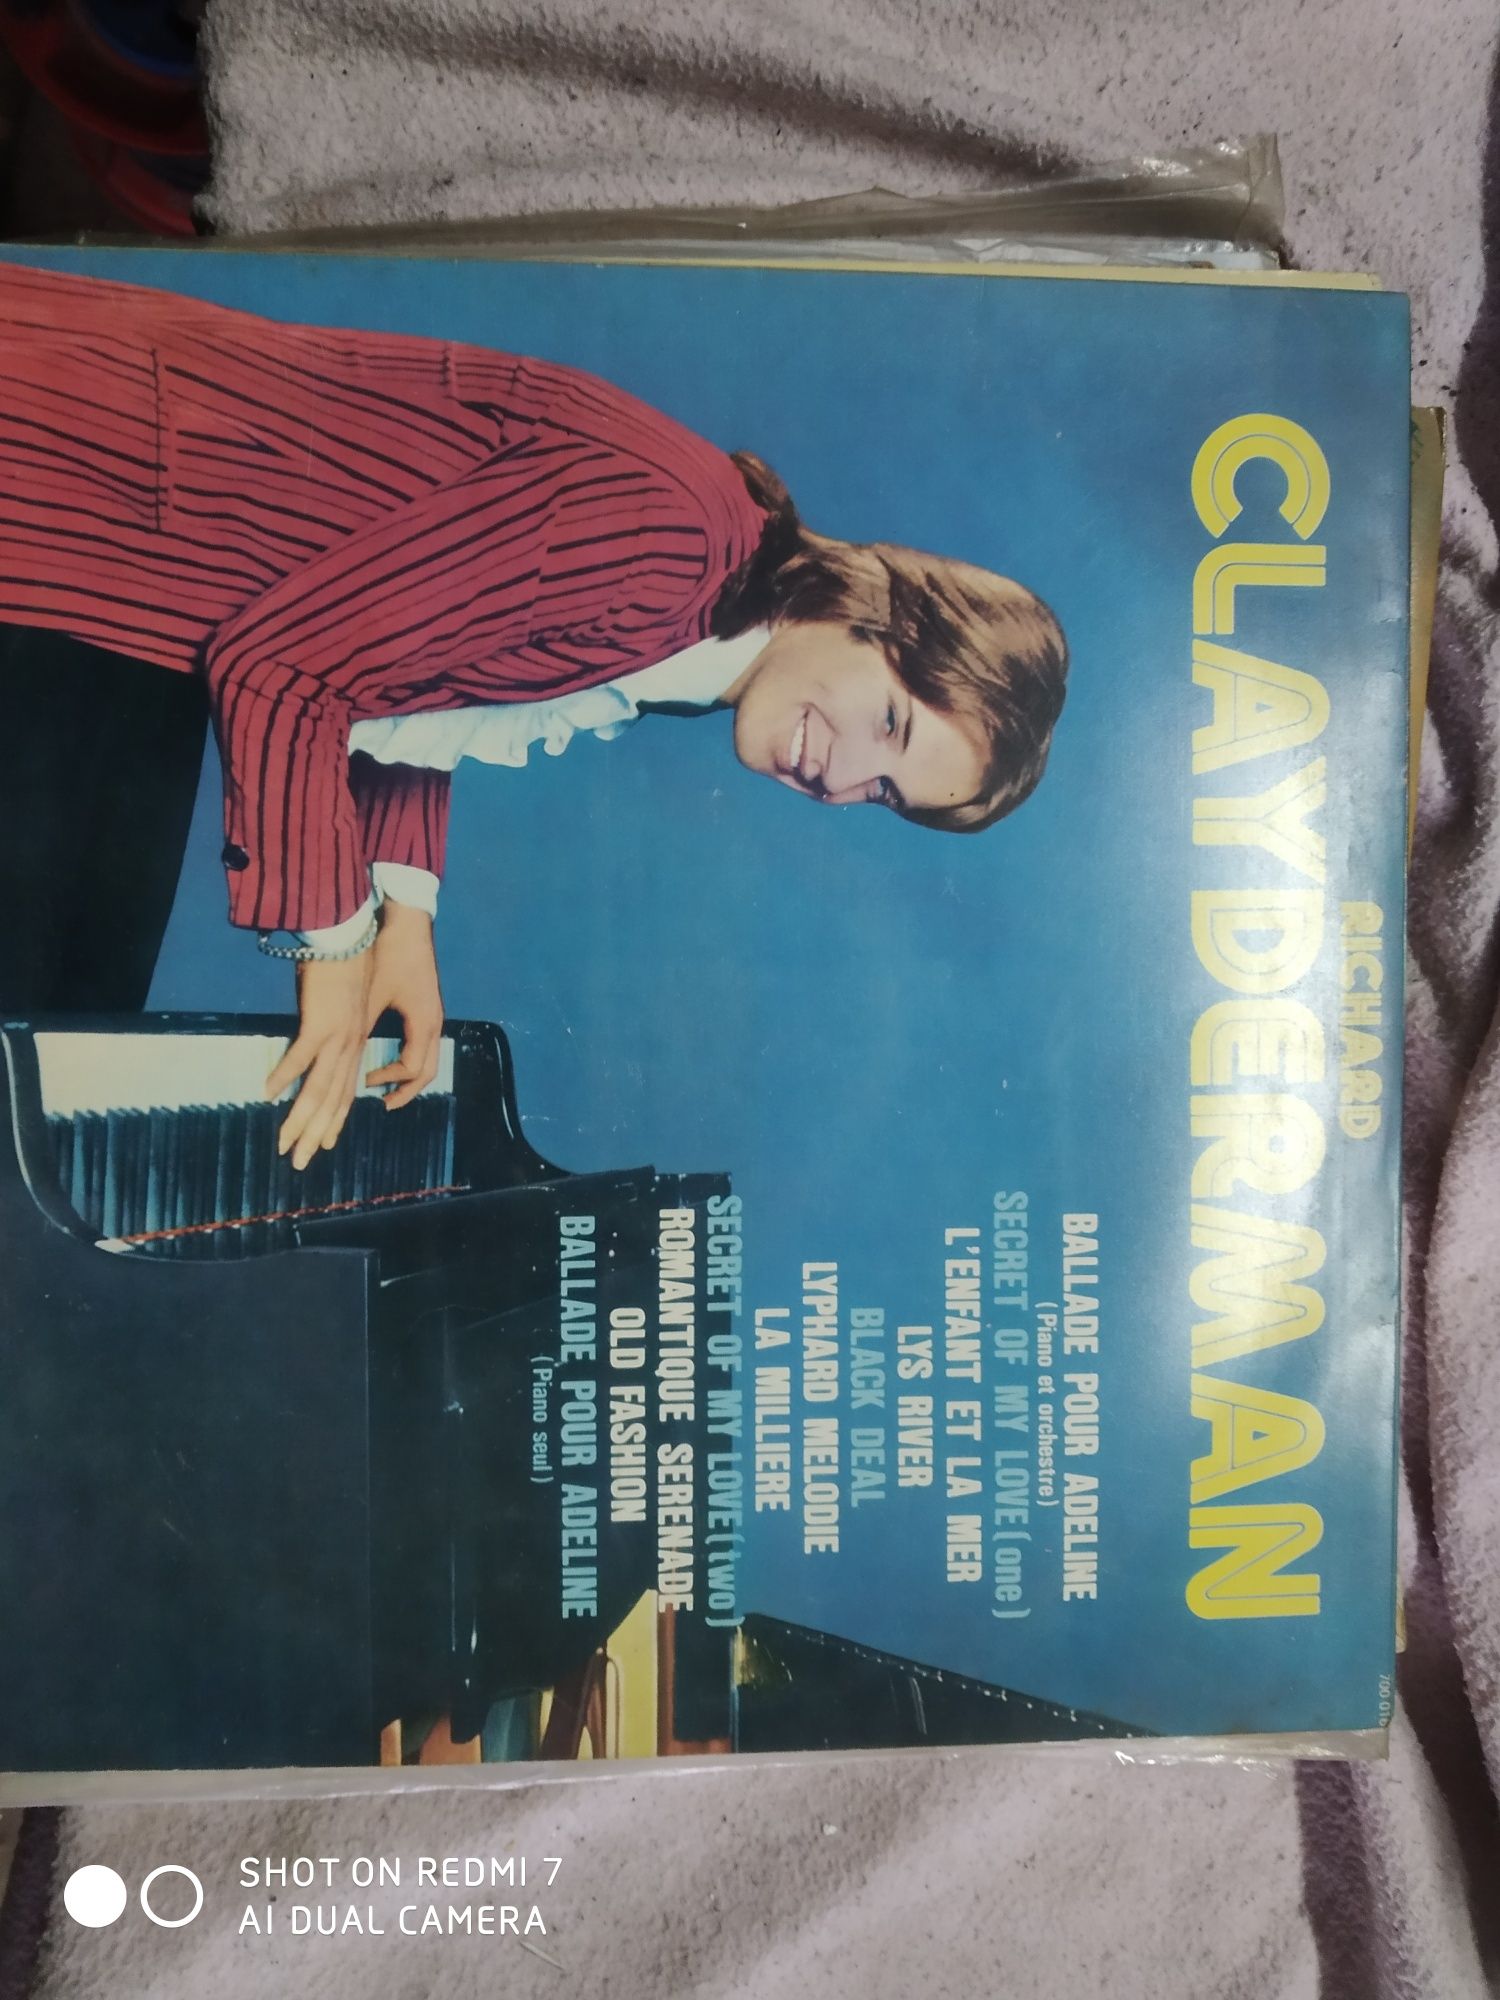 RICHARD
CLAYDERMAN
BALLADE POUR ADELINE
(Piano et orchestre)
SECRET OF MY LOVE (one)
L'ENFANT ET LA MER
LYS RIVER
BLACK DEAL
LYPHARD MELODIE
LA MILLIERE
SECRET OF MY LOVE (two)
ROMANTIQUE SERENADE
OLD FASHION
BALLADE POUR ADELINE
(Piano seul)
SHOT ON REDMI 7
AI DUAL CAMERA